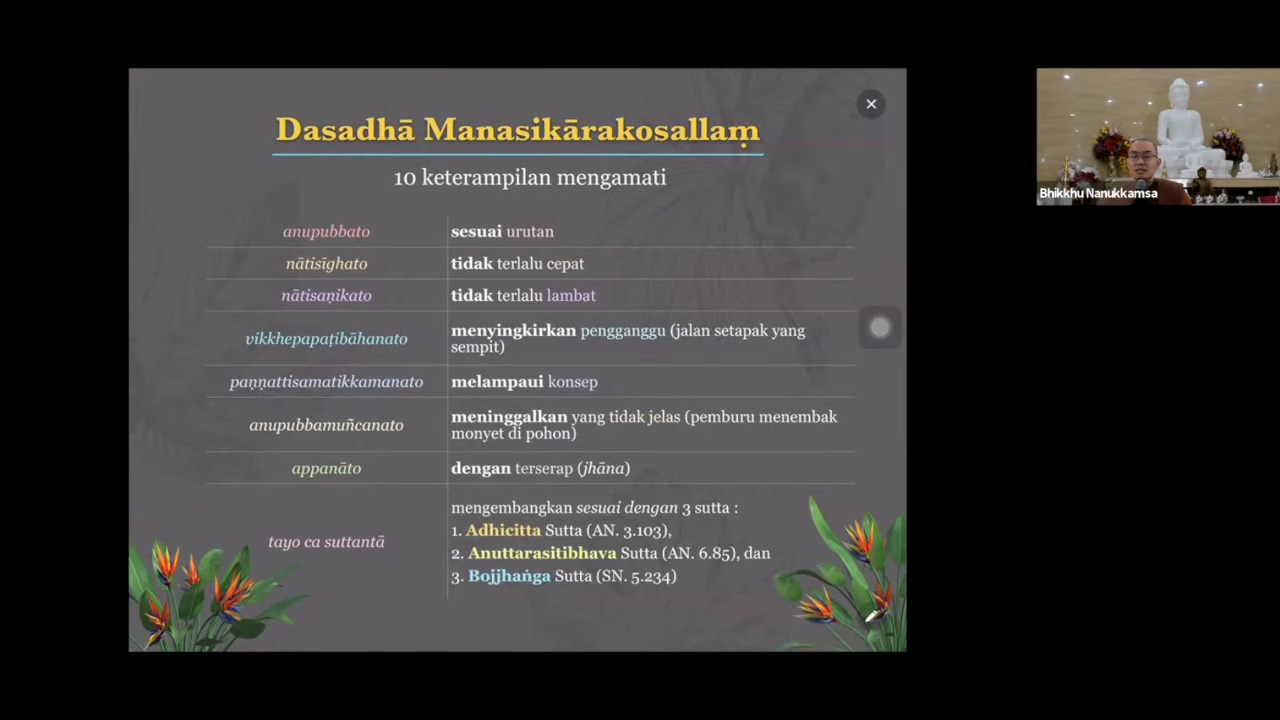 Dasadhā Manasikārakosallaṃ
10 keterampilan mengamati
anupubbato
sesuai urutan
nātisīghato
tidak terlalu cepat
nātisaṇikato
tidak terlalu lambat
vikkhepapaṭibāhanato
menyingkirkan pengganggu (jalan setapak yang
sempit)
paṇṇattisamatikkamanato
melampaui konsep
anupubbamuñcanato
meninggalkan yang tidak jelas (pemburu menembak
monyet di pohon)
appanāto
dengan terserap (jhāna)
tayo ca suttantā
mengembangkan sesuai dengan 3 sutta :
1. Adhicitta Sutta (AN. 3.103),
2. Anuttarasitibhava Sutta (AN. 6.85), dan
3. Bojjhaṅga Sutta (SN. 5.234)
Bhikkhu Nanukkamsa